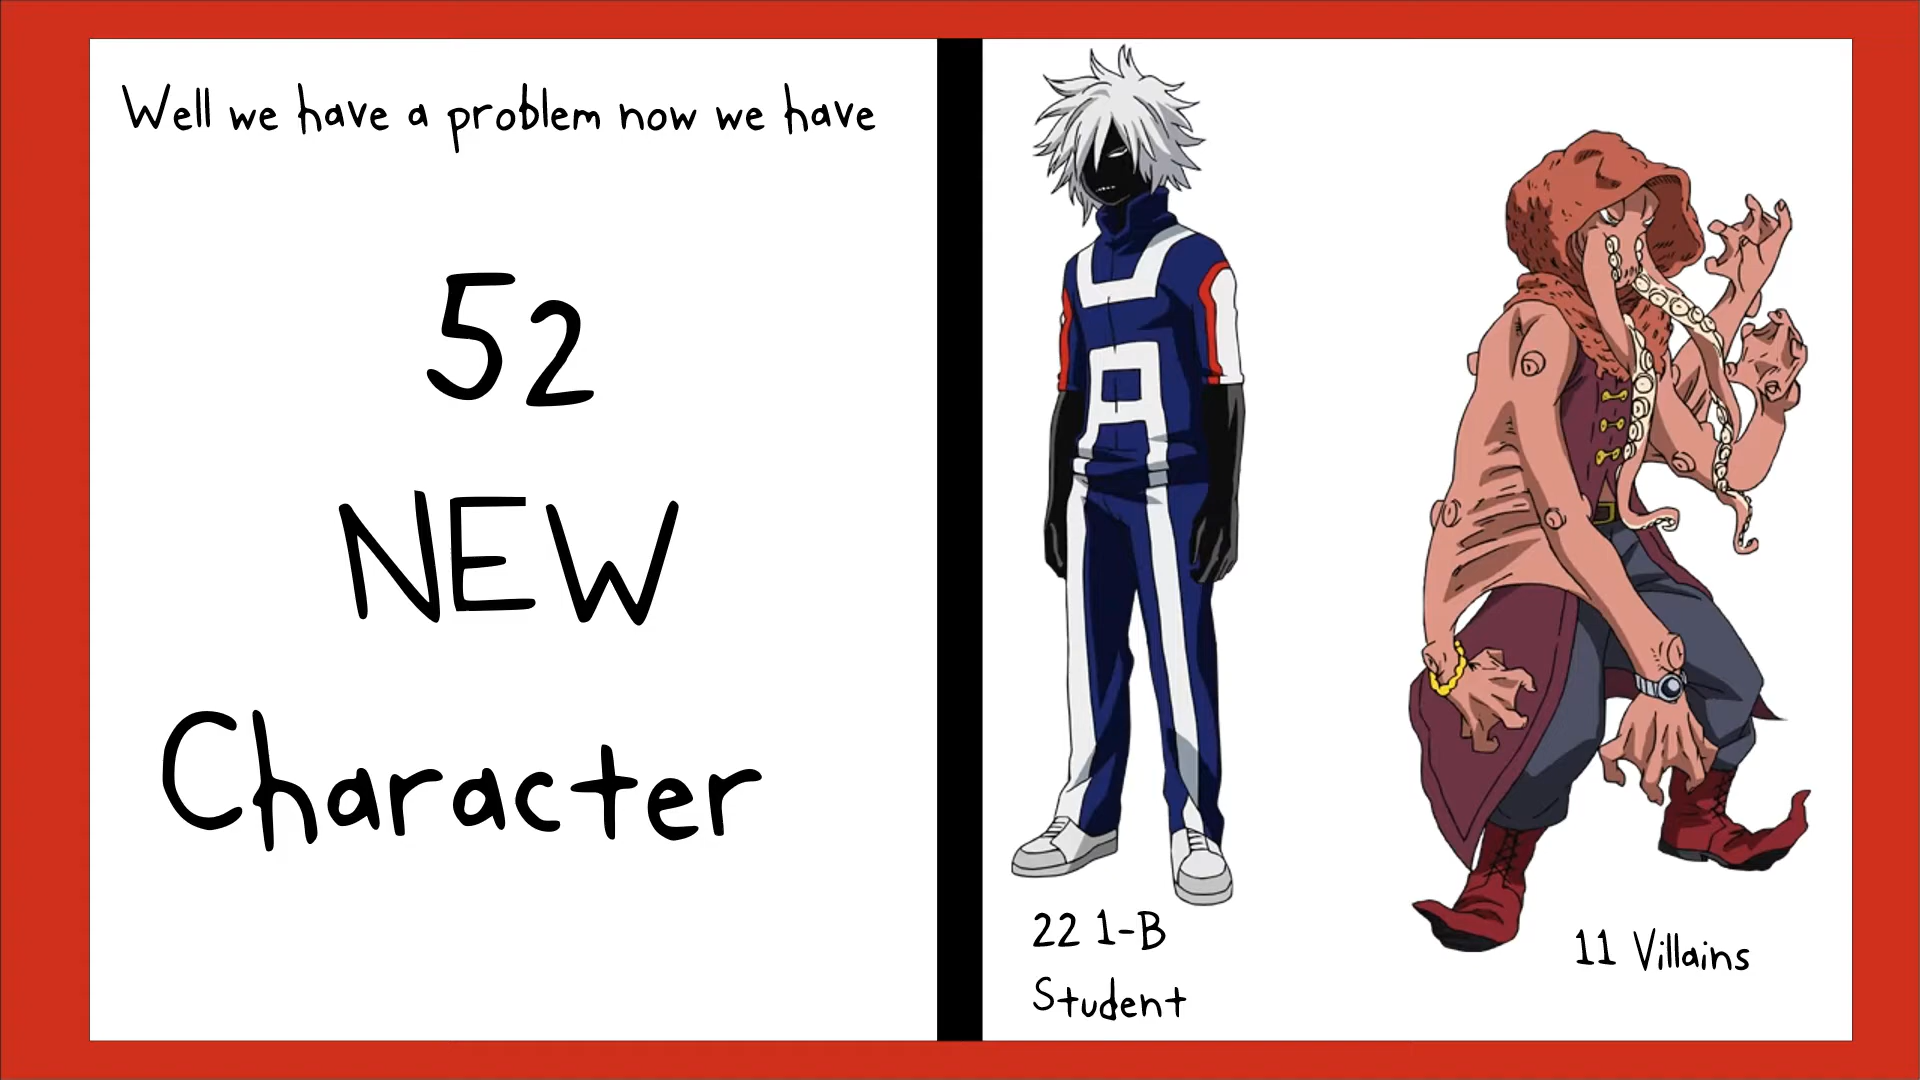 Well we have a problem now we have
52
NEW
Character
22 1-B
Student
11 Villains